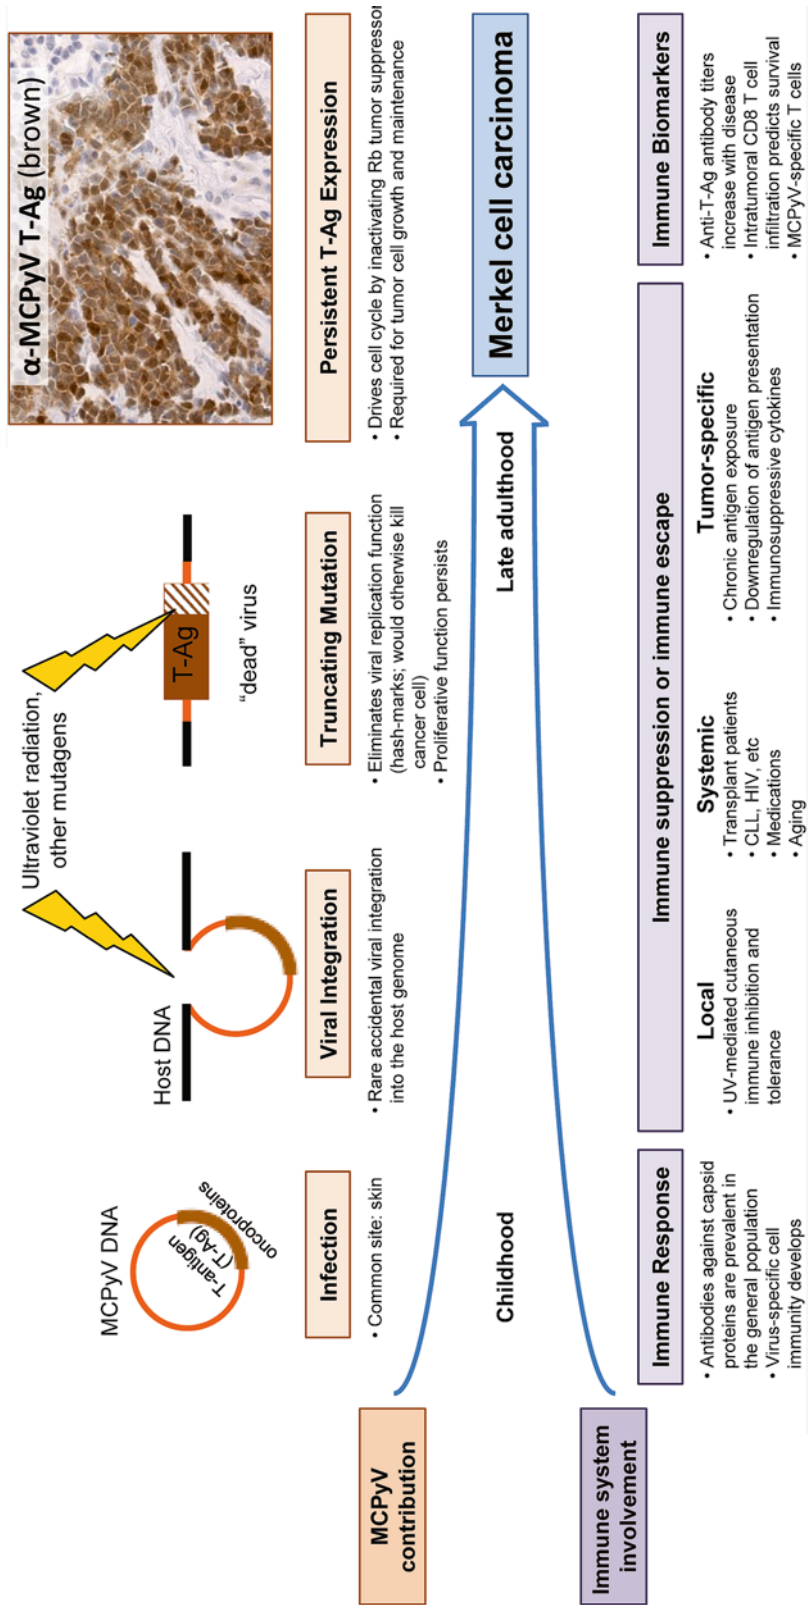 MCPyV DNA
T-antigen
(T-Ag)
oncoproteins
Host DNA
Ultraviolet radiation,
other mutagens
T-Ag
“dead” virus
α-MCPyV T-Ag (brown)
MCPyV
contribution
Infection
• Common site: skin
Viral Integration
• Rare accidental viral integration
into the host genome
Truncating Mutation
• Eliminates viral replication function
(hash-marks; would otherwise kill
cancer cell)
• Proliferative function persists
Persistent T-Ag Expression
• Drives cell cycle by inactivating Rb tumor suppressor
• Required for tumor cell growth and maintenance
Childhood
Late adulthood
Merkel cell carcinoma
Immune system
involvement
Immune Response
• Antibodies against capsid
proteins are prevalent in
the general population
• Virus-specific cell
immunity develops
Immune suppression or immune escape
Local
• UV-mediated cutaneous
immune inhibition and
tolerance
Systemic
• Transplant patients
• CLL, HIV, etc
• Medications
• Aging
Tumor-specific
• Chronic antigen exposure
• Downregulation of antigen presentation
• Immunosuppressive cytokines
Immune Biomarkers
• Anti-T-Ag antibody titers
increase with disease
• Intratumoral CD8 T cell
infiltration predicts survival
• MCPyV-specific T cells